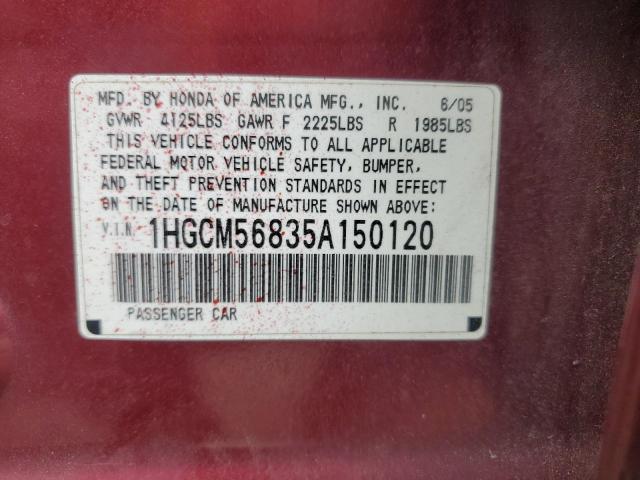 MFD. BY HONDA OF AMERICA MFG., INC. 6/05
GVWR 4125LBS GAWR F 2225LBS R 1985LBS
THIS VEHICLE CONFORMS TO ALL APPLICABLE
FEDERAL MOTOR VEHICLE SAFETY, BUMPER,
AND THEFT PREVENTION STANDARDS IN EFFECT
ON THE DATE OF MANUFACTURE SHOWN ABOVE:
V.I.N. 1HGCM56835A150120
PASSENGER CAR